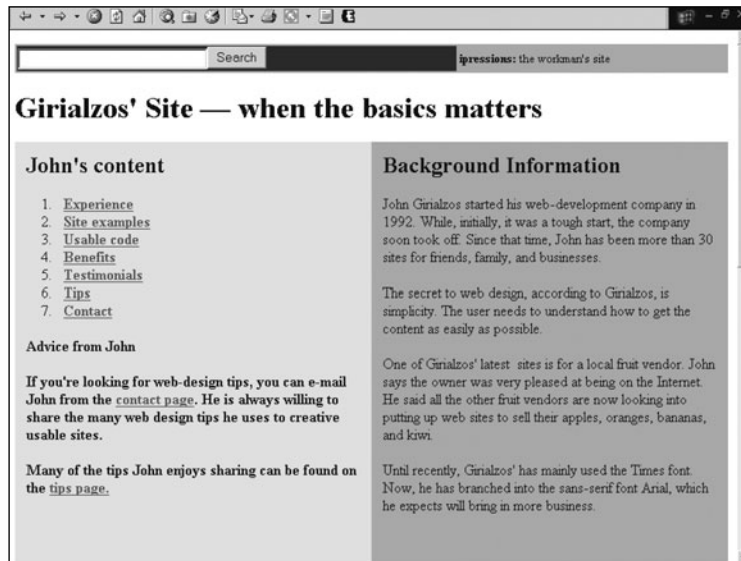 Search
ipressions: the workman's site
Girialzos' Site — when the basics matters
John's content
1. Experience
2. Site examples
3. Usable code
4. Benefits
5. Testimonials
6. Tips
7. Contact
Advice from John
If you're looking for web-design tips, you can e-mail
John from the contact page. He is always willing to
share the many web design tips he uses to creative
usable sites.
Many of the tips John enjoys sharing can be found on
the tips page.
Background Information
John Girialzos started his web-development company in
1992. While, initially, it was a tough start, the company
soon took off. Since that time, John has been more than 30
sites for friends, family, and businesses.
The secret to web design, according to Girialzos, is
simplicity. The user needs to understand how to get the
content as easily as possible.
One of Girialzos' latest sites is for a local fruit vendor. John
says the owner was very pleased at being on the Internet.
He said all the other fruit vendors are now looking into
putting up web sites to sell their apples, oranges, bananas,
and kiwi.
Until recently, Girialzos' has mainly used the Times font.
Now, he has branched into the sans-serif font Arial, which
he expects will bring in more business.